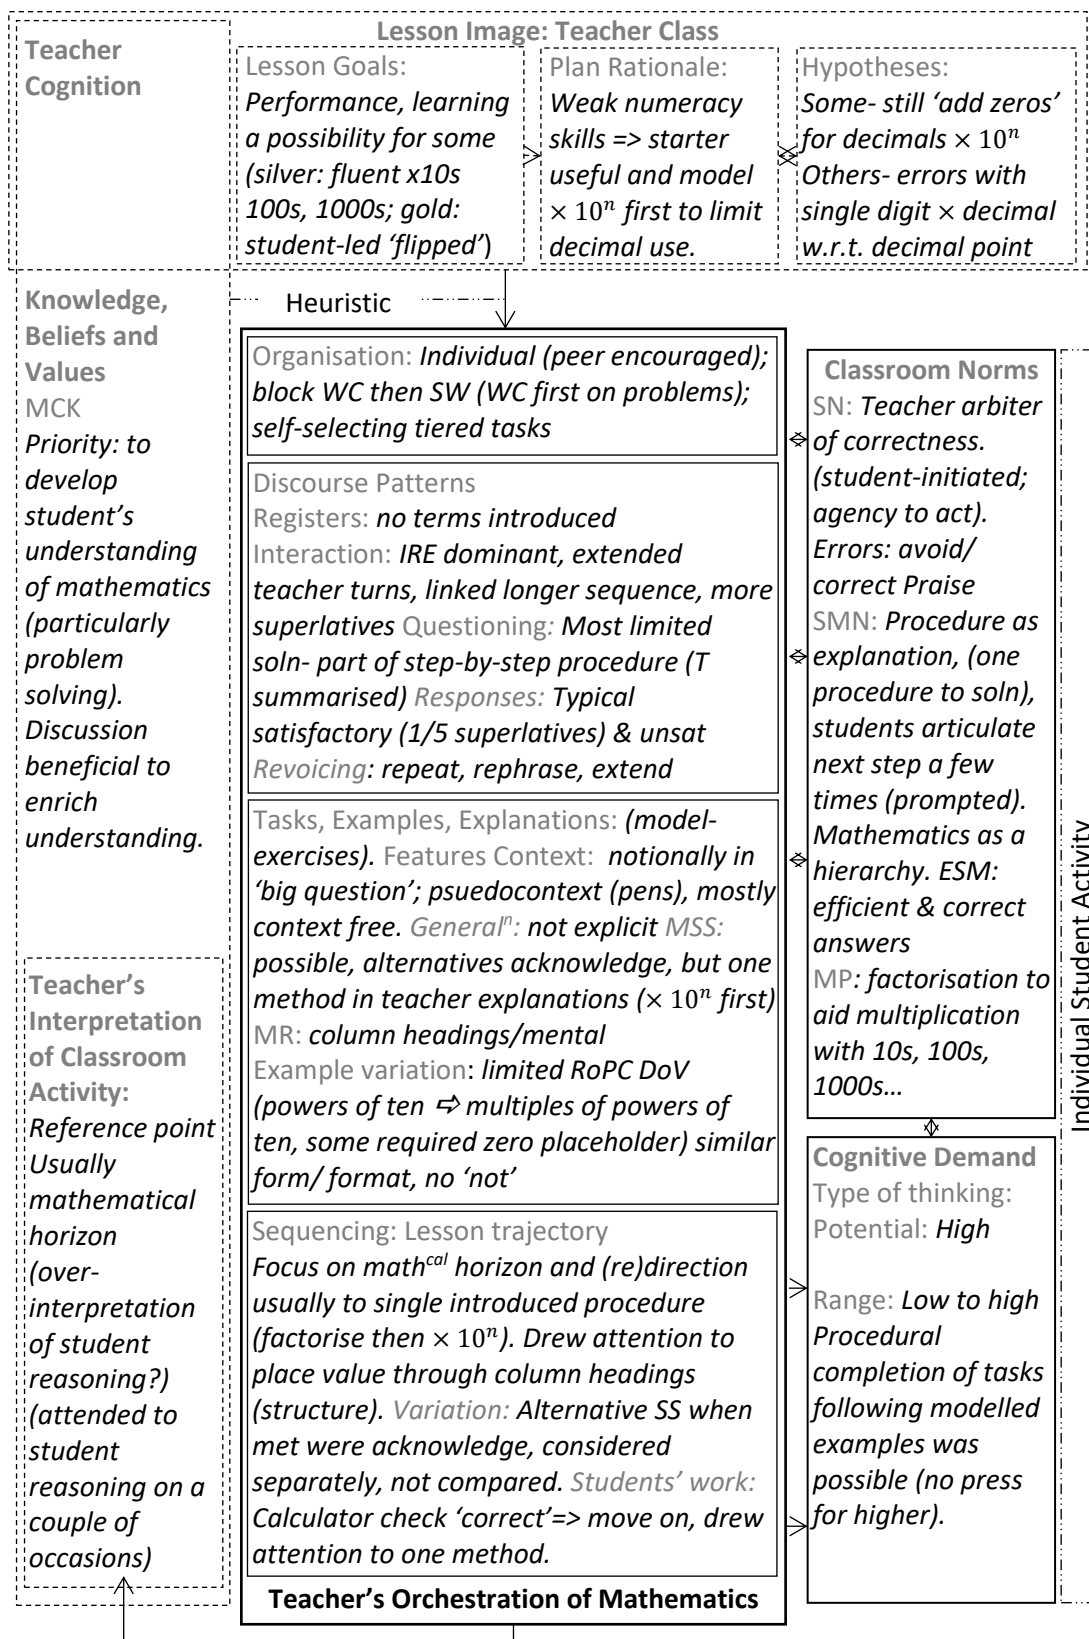 Lesson Image: Teacher Class
Teacher
Cognition
Lesson Goals:
Performance, learning
a possibility for some
(silver: fluent x10s
100s, 1000s; gold:
student-led ‘flipped’)
Plan Rationale:
Weak numeracy
skills => starter
useful and model
× 10ⁿ first to limit
decimal use.
Hypotheses:
Some- still ‘add zeros’
for decimals × 10ⁿ
Others- errors with
single digit × decimal
w.r.t. decimal point
Heuristic
Knowledge,
Beliefs and
Values
MCK
Priority: to
develop
student’s
understanding
of mathematics
(particularly
problem
solving).
Discussion
beneficial to
enrich
understanding.
Teacher’s
Interpretation
of Classroom
Activity:
Reference point
Usually
mathematical
horizon
(over-
interpretation
of student
reasoning?)
(attended to
student
reasoning on a
couple of
occasions)
Organisation: Individual (peer encouraged);
block WC then SW (WC first on problems);
self-selecting tiered tasks
Discourse Patterns
Registers: no terms introduced
Interaction: IRE dominant, extended
teacher turns, linked longer sequence, more
superlatives Questioning: Most limited
soln- part of step-by-step procedure (T
summarised) Responses: Typical
satisfactory (1/5 superlatives) & unsat
Revoicing: repeat, rephrase, extend
Tasks, Examples, Explanations: (model-
exercises). Features Context: notionally in
‘big question’; psuedocontext (pens), mostly
context free. Generalⁿ: not explicit MSS:
possible, alternatives acknowledge, but one
method in teacher explanations (× 10ⁿ first)
MR: column headings/mental
Example variation: limited RoPC DoV
(powers of ten ⇨ multiples of powers of
ten, some required zero placeholder) similar
form/ format, no ‘not’
Sequencing: Lesson trajectory
Focus on math^cal horizon and (re)direction
usually to single introduced procedure
(factorise then × 10ⁿ). Drew attention to
place value through column headings
(structure). Variation: Alternative SS when
met were acknowledge, considered
separately, not compared. Students’ work:
Calculator check ‘correct’=> move on, drew
attention to one method.
Teacher’s Orchestration of Mathematics
Classroom Norms
SN: Teacher arbiter
of correctness.
(student-initiated;
agency to act).
Errors: avoid/
correct Praise
SMN: Procedure as
explanation, (one
procedure to soln),
students articulate
next step a few
times (prompted).
Mathematics as a
hierarchy. ESM:
efficient & correct
answers
MP: factorisation to
aid multiplication
with 10s, 100s,
1000s…
Cognitive Demand
Type of thinking:
Potential: High
Range: Low to high
Procedural
completion of tasks
following modelled
examples was
possible (no press
for higher).
Individual Student Activity